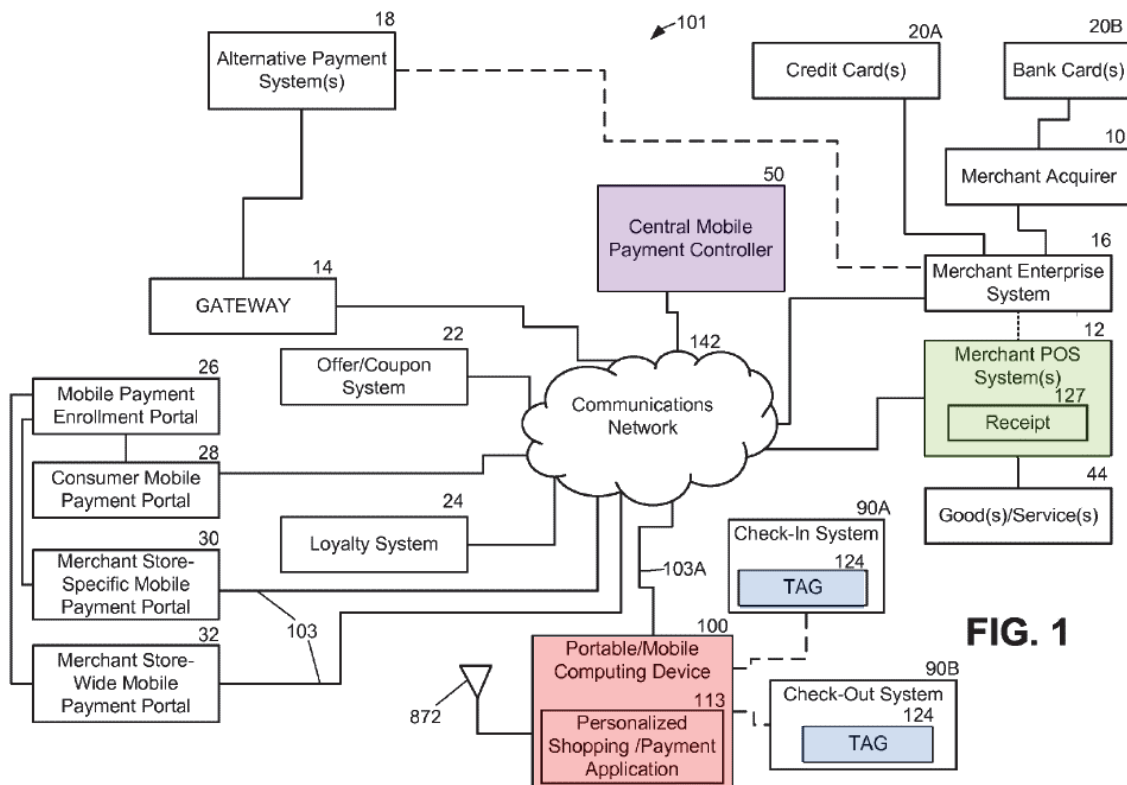 18
Alternative Payment
System(s)
101
20A
Credit Card(s)
20B
Bank Card(s)
10
Merchant Acquirer
50
Central Mobile
Payment Controller
16
Merchant Enterprise
System
14
GATEWAY
22
Offer/Coupon
System
142
Communications
Network
12
Merchant POS
System(s)
127
Receipt
26
Mobile Payment
Enrollment Portal
28
Consumer Mobile
Payment Portal
24
Loyalty System
44
Good(s)/Service(s)
90A
Check-In System
124
TAG
30
Merchant Store-
Specific Mobile
Payment Portal
103
103A
FIG. 1
32
Merchant Store-
Wide Mobile
Payment Portal
872
100
Portable/Mobile
Computing Device
113
Personalized
Shopping /Payment
Application
90B
Check-Out System
124
TAG